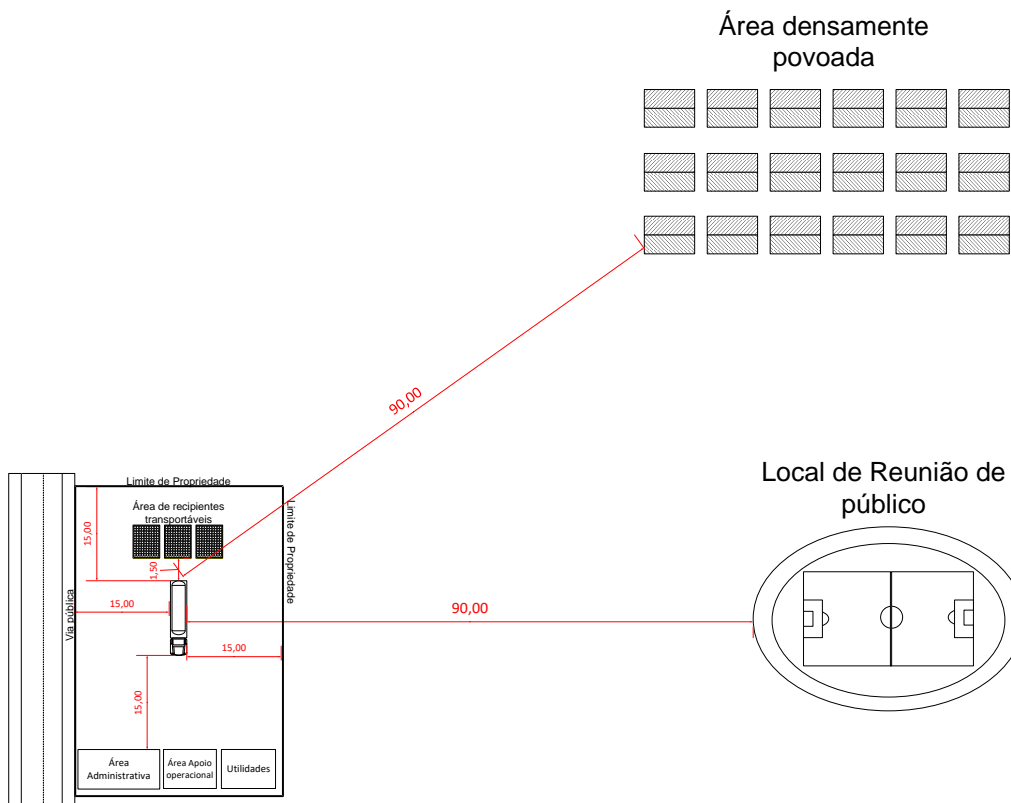 Área densamente
povoada
90,00
Local de Reunião de
público
Limite de Propriedade
Área de recipientes
transportáveis
Limite de Propriedade
15,00
1,50
Via pública
15,00
90,00
15,00
15,00
Área
Administrativa
Área Apoio
operacional
Utilidades